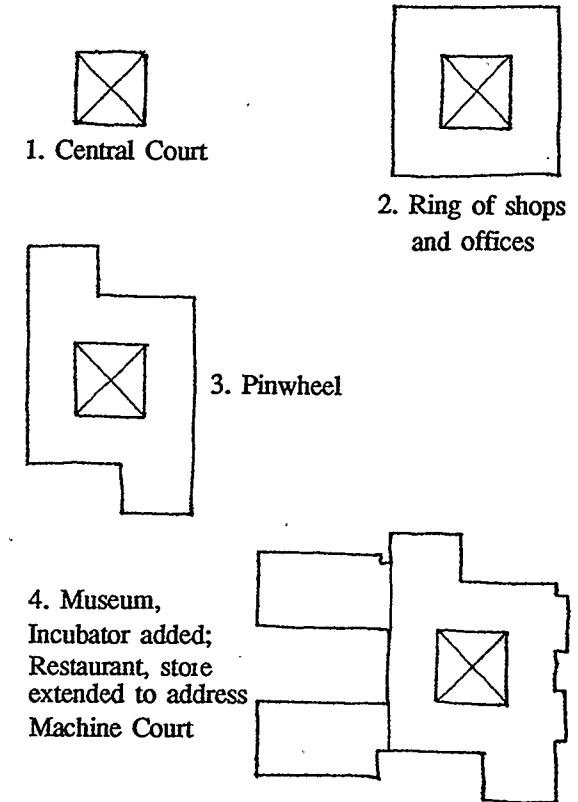 1. Central Court
2. Ring of shops
and offices
3. Pinwheel
4. Museum,
Incubator added;
Restaurant, store
extended to address
Machine Court